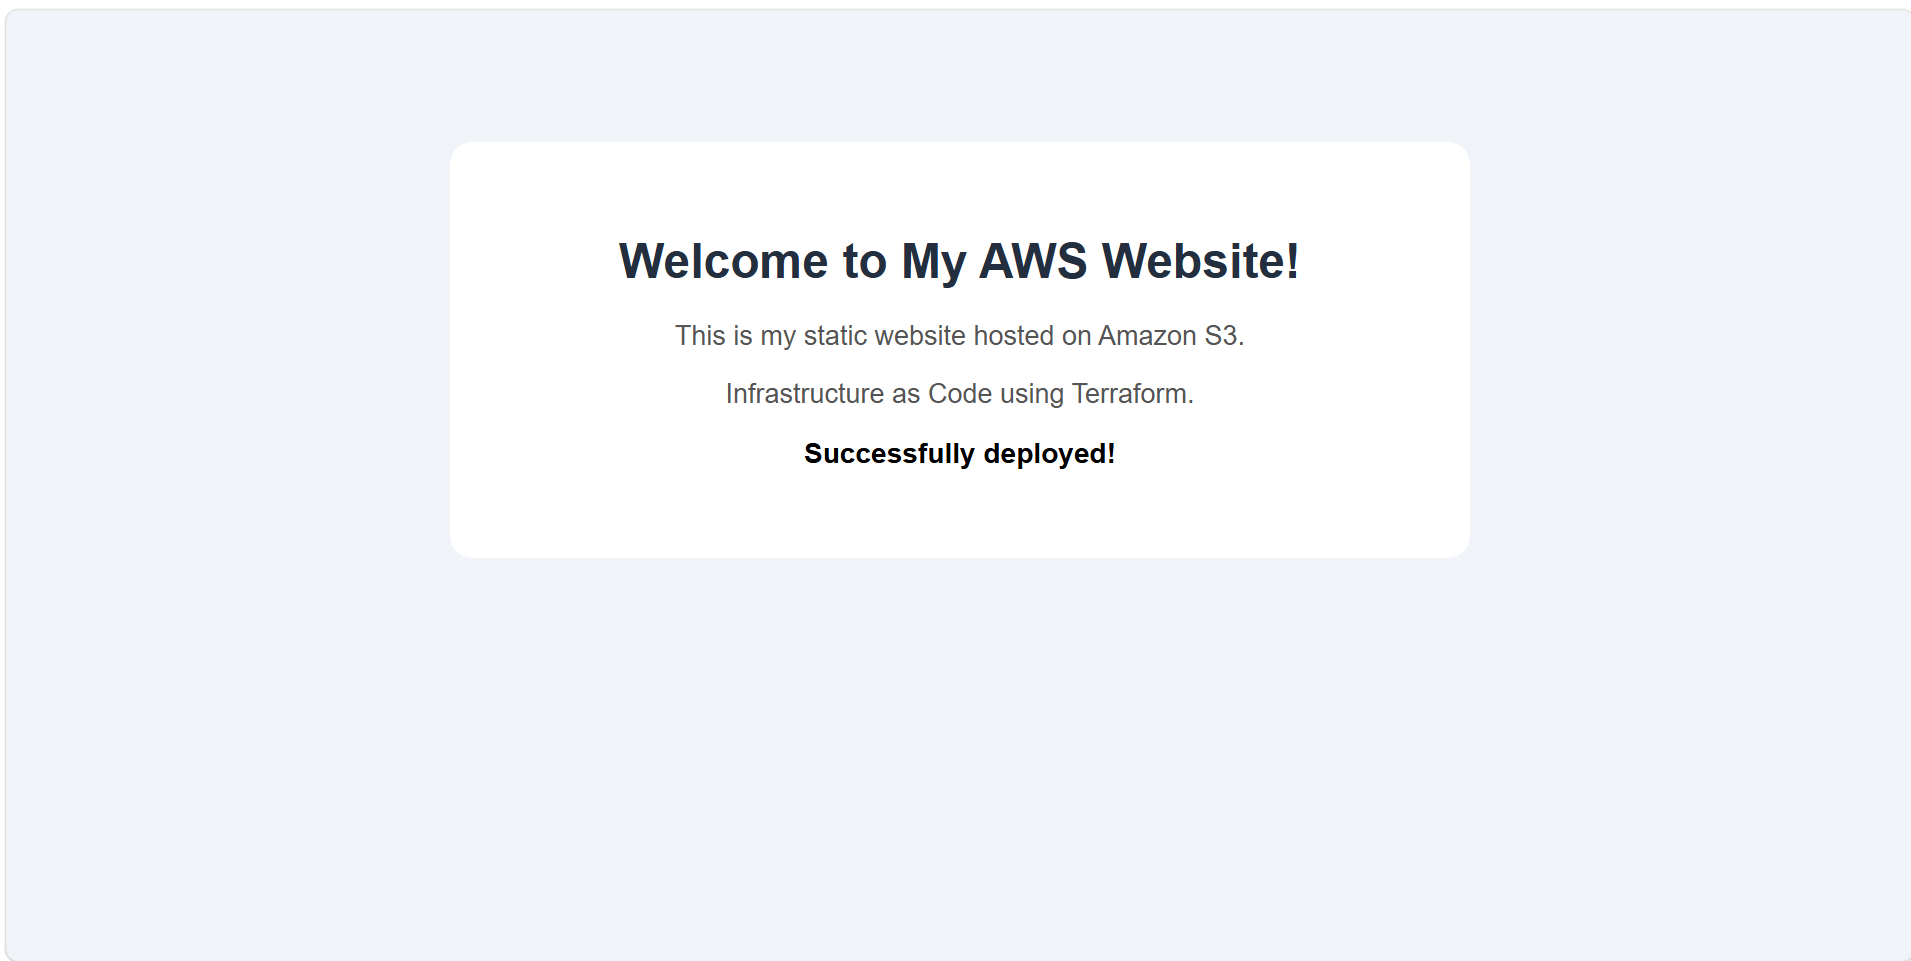 Welcome to My AWS Website!
This is my static website hosted on Amazon S3.
Infrastructure as Code using Terraform.
Successfully deployed!